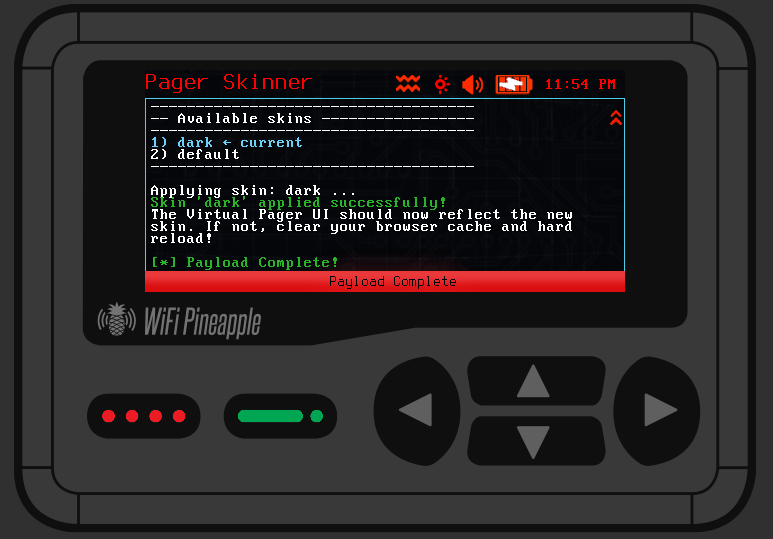 Pager Skinner 11:54 PM
-------------------------------------
-- Available skins -----------------
-------------------------------------
1) dark ← current
2) default
-------------------------------------
Applying skin: dark ...
Skin 'dark' applied successfully!
The Virtual Pager UI should now reflect the new
skin. If not, clear your browser cache and hard
reload!
[*] Payload Complete!
Payload Complete
WiFi Pineapple